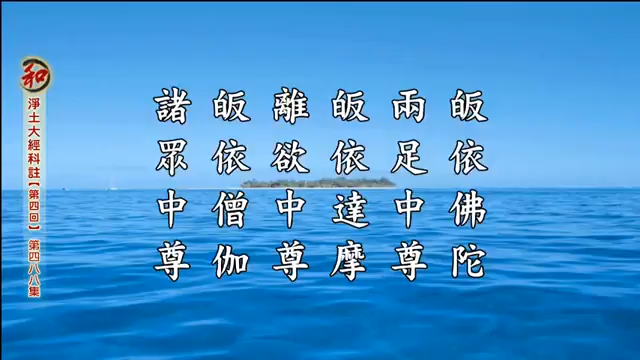 皈依佛陀
兩足中尊
皈依達摩
離欲中尊
皈依僧伽
諸眾中尊
和
淨土大經科註【第四回】 第四八八集